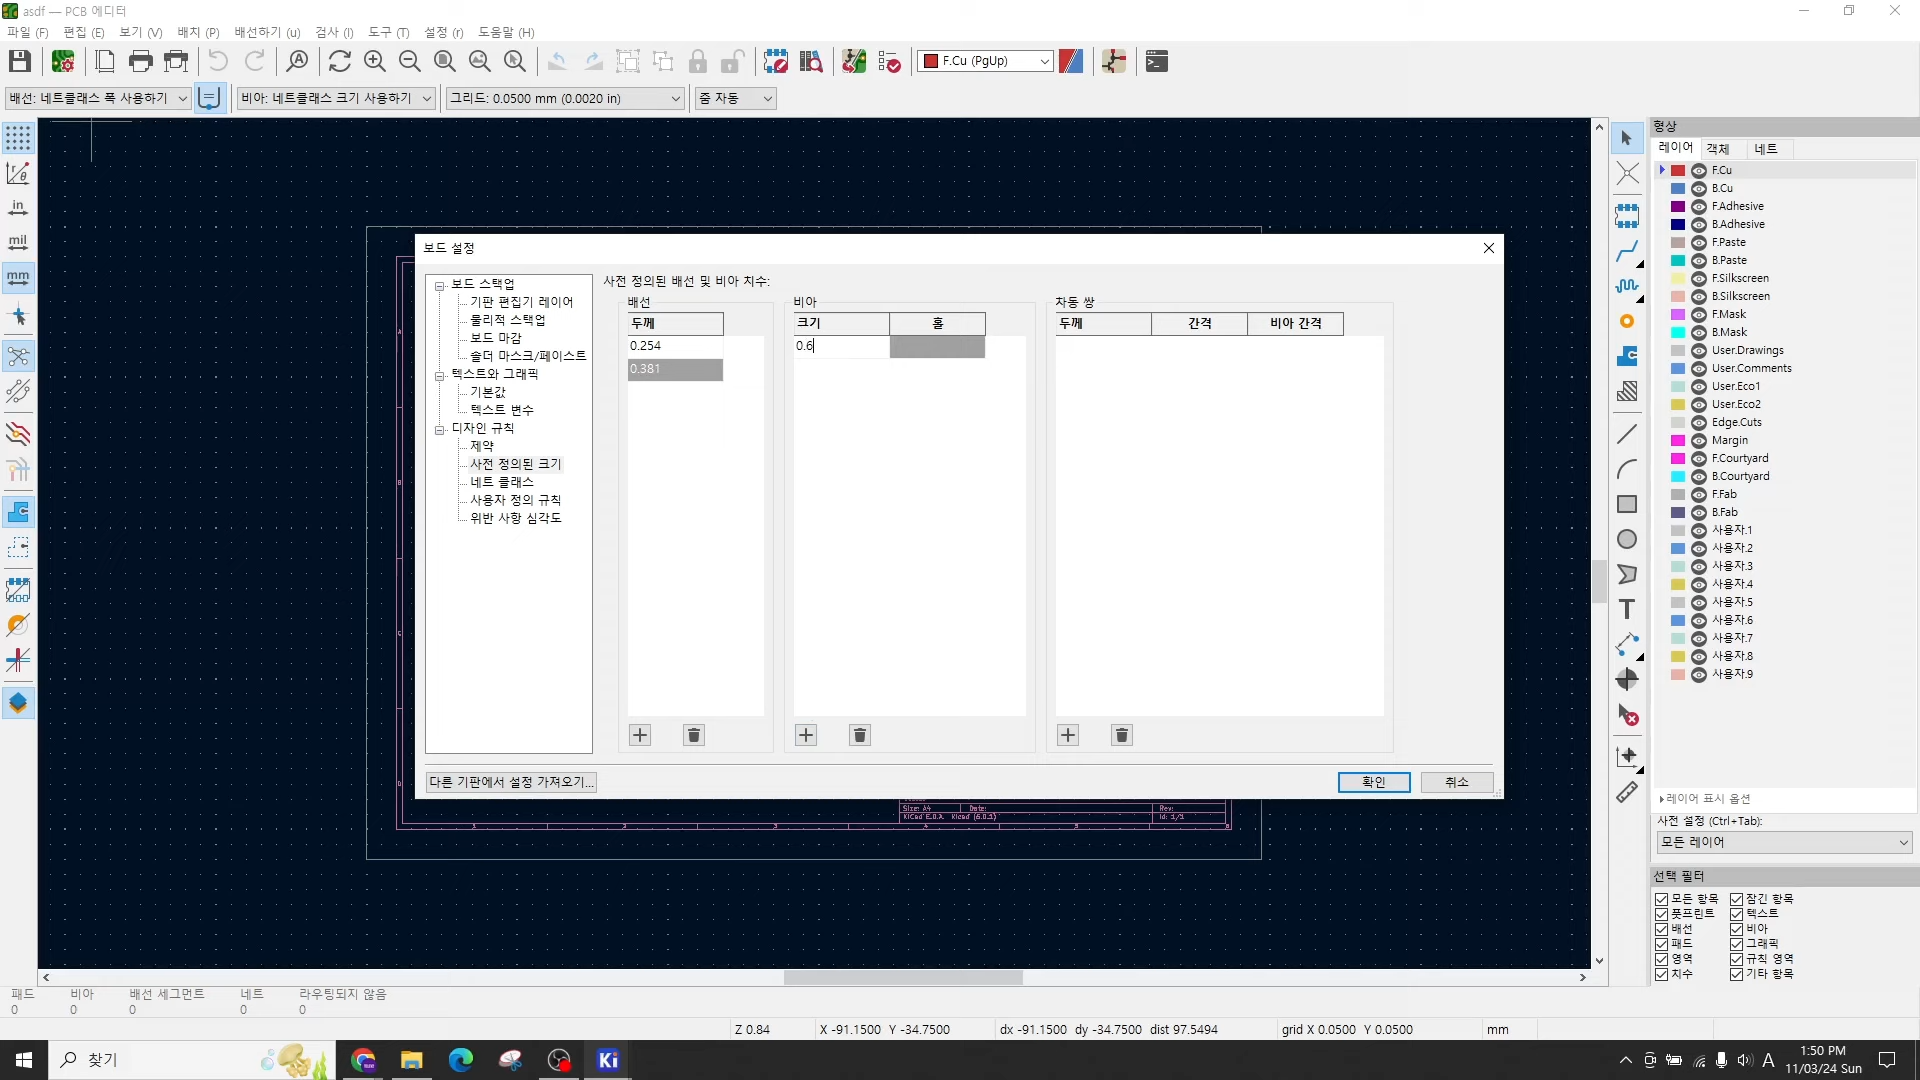 asdf — PCB 에디터
파일 (F) 편집 (E) 보기 (V) 배치 (P) 배선하기 (u) 검사 (I) 도구 (T) 설정 (r) 도움말 (H)
F.Cu (PgUp)
배선: 네트클래스 폭 사용하기 비아: 네트클래스 크기 사용하기 그리드: 0.0500 mm (0.0020 in) 줌 자동
in
mil
mm
보드 설정
보드 스택업
기판 편집기 레이어
물리적 스택업
보드 마감
솔더 마스크/페이스트
텍스트와 그래픽
기본값
텍스트 변수
디자인 규칙
제약
사전 정의된 크기
네트 클래스
사용자 정의 규칙
위반 사항 심각도
사전 정의된 배선 및 비아 치수:
배선
두께
0.254
0.381
비아
크기 홀
0.6
차동 쌍
두께 간격 비아 간격
다른 기판에서 설정 가져오기...
확인 취소
Size: A4 Date: Rev:
KiCad E.D.A. kicad (6.0.1) Id: 1/1
형상
레이어 객체 네트
F.Cu
B.Cu
F.Adhesive
B.Adhesive
F.Paste
B.Paste
F.Silkscreen
B.Silkscreen
F.Mask
B.Mask
User.Drawings
User.Comments
User.Eco1
User.Eco2
Edge.Cuts
Margin
F.Courtyard
B.Courtyard
F.Fab
B.Fab
사용자.1
사용자.2
사용자.3
사용자.4
사용자.5
사용자.6
사용자.7
사용자.8
사용자.9
레이어 표시 옵션
사전 설정 (Ctrl+Tab):
모든 레이어
선택 필터
모든 항목 잠긴 항목
풋프린트 텍스트
배선 비아
패드 그래픽
영역 규칙 영역
치수 기타 항목
패드 비아 배선 세그먼트 네트 라우팅되지 않음
0 0 0 0 0
Z 0.84 X -91.1500 Y -34.7500 dx -91.1500 dy -34.7500 dist 97.5494 grid X 0.0500 Y 0.0500 mm
찾기
Ki
A
1:50 PM
11/03/24 Sun